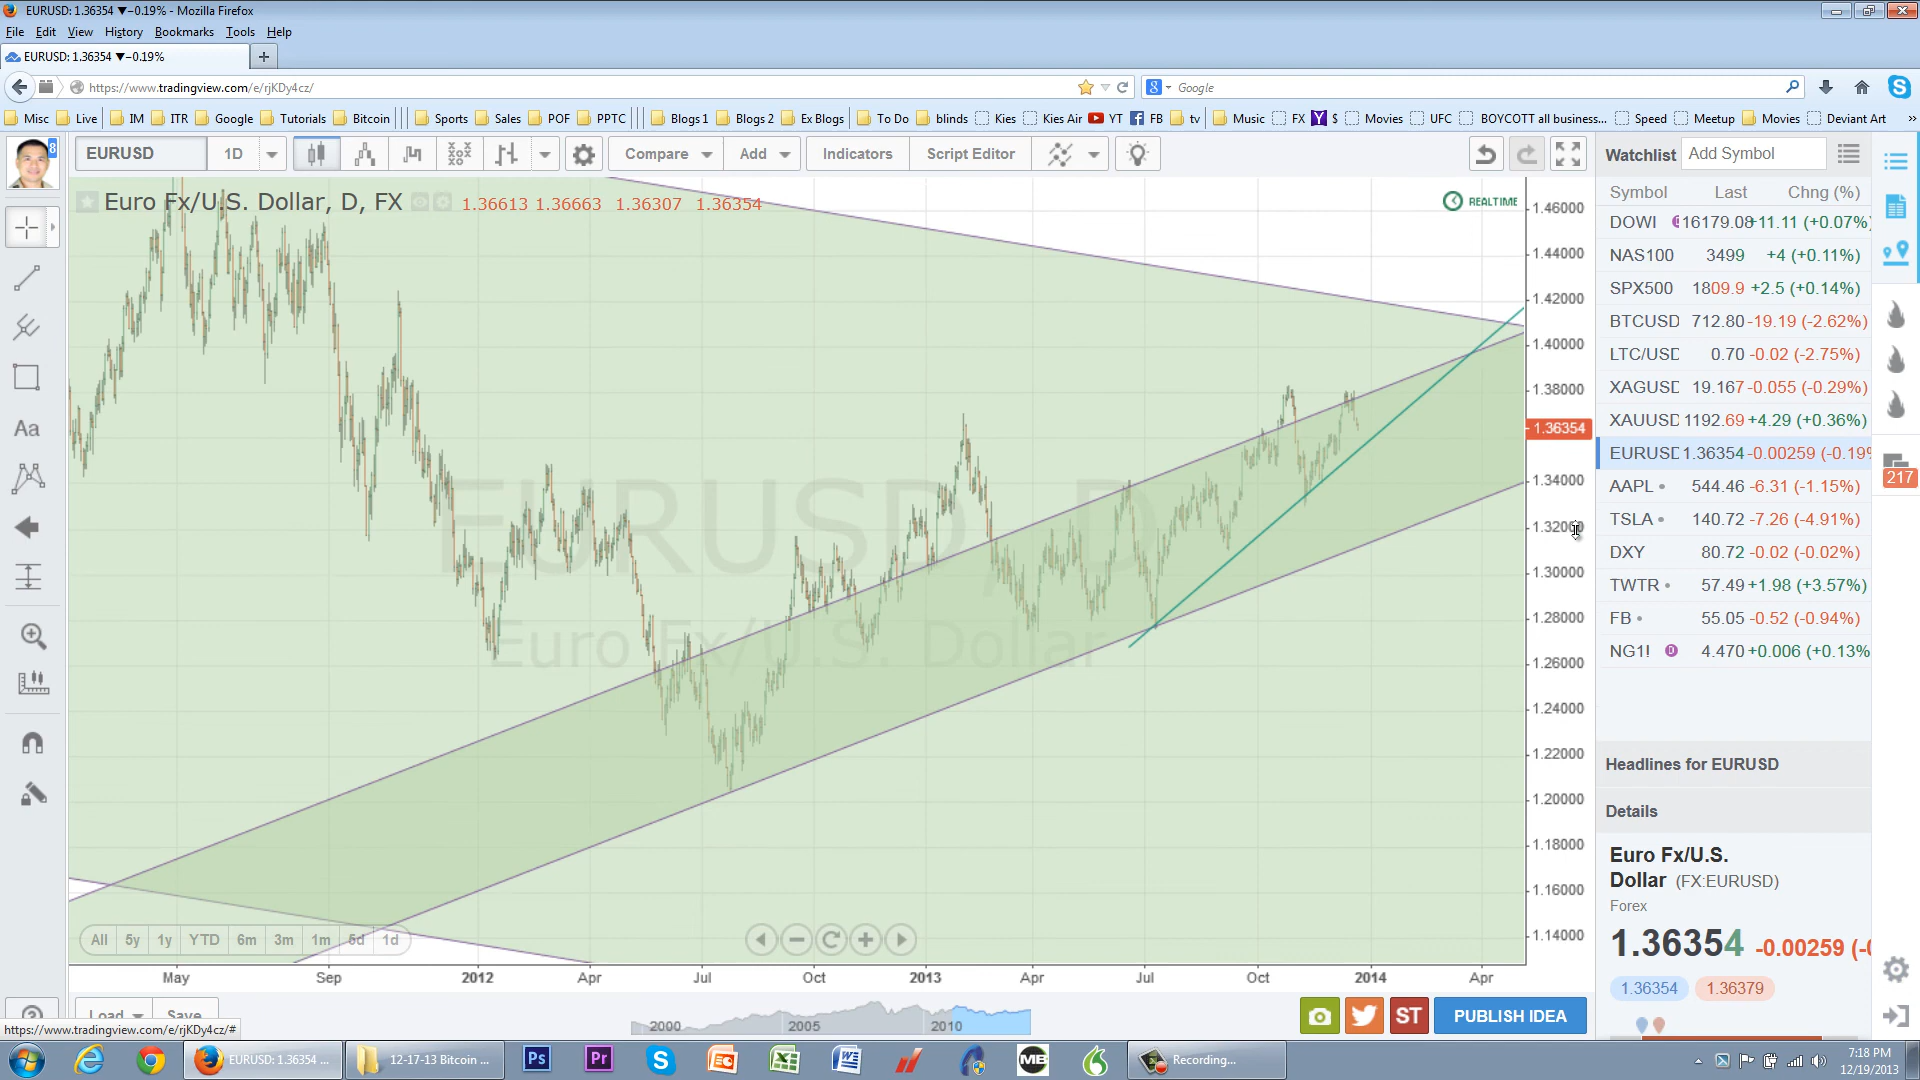 EURUSD: 1.36354 ▼−0.19% - Mozilla Firefox
File Edit View History Bookmarks Tools Help
EURUSD: 1.36354 ▼−0.19%
https://www.tradingview.com/e/rjKDy4cz/
Google
Misc Live IM ITR Google Tutorials Bitcoin Sports Sales POF PPTC Blogs 1 Blogs 2 Ex Blogs To Do blinds Kies Kies Air YT FB tv Music FX $ Movies UFC BOYCOTT all business... Speed Meetup Movies Deviant Art »
EURUSD 1D Compare Add Indicators Script Editor
Euro Fx/U.S. Dollar, D, FX 1.36613 1.36663 1.36307 1.36354
REALTIME
EURUSD, D
Euro Fx/U.S. Dollar
1.46000
1.44000
1.42000
1.40000
1.38000
1.36354
1.34000
1.32000
1.30000
1.28000
1.26000
1.24000
1.22000
1.20000
1.18000
1.16000
1.14000
All 5y 1y YTD 6m 3m 1m 5d 1d
May Sep 2012 Apr Jul Oct 2013 Apr Jul Oct 2014 Apr
Load Save
2000 2005 2010
ST PUBLISH IDEA
https://www.tradingview.com/e/rjKDy4cz/#
Watchlist Add Symbol
Symbol Last Chng (%)
DOWI 16179.08 +11.11 (+0.07%)
NAS100 3499 +4 (+0.11%)
SPX500 1809.9 +2.5 (+0.14%)
BTCUSD 712.80 -19.19 (-2.62%)
LTC/USD 0.70 -0.02 (-2.75%)
XAGUSD 19.167 -0.055 (-0.29%)
XAUUSD 1192.69 +4.29 (+0.36%)
EURUSD 1.36354 -0.00259 (-0.19%
AAPL 544.46 -6.31 (-1.15%)
TSLA 140.72 -7.26 (-4.91%)
DXY 80.72 -0.02 (-0.02%)
TWTR 57.49 +1.98 (+3.57%)
FB 55.05 -0.52 (-0.94%)
NG1! D 4.470 +0.006 (+0.13%
217
Headlines for EURUSD
Details
Euro Fx/U.S.
Dollar (FX:EURUSD)
Forex
1.36354 -0.00259 (-0
1.36354 1.36379
EURUSD: 1.36354 ... 12-17-13 Bitcoin ... Ps Pr MB Recording...
7:18 PM
12/19/2013